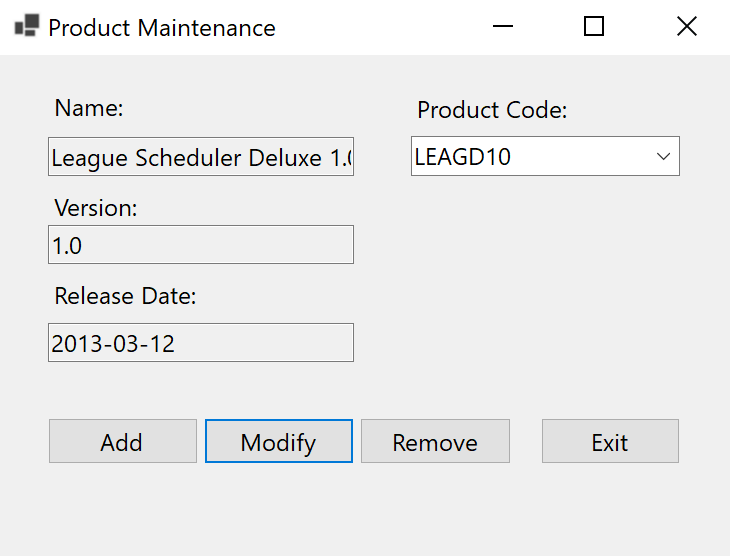 Product Maintenance
Name:
Product Code:
League Scheduler Deluxe 1.0
LEAGD10
Version:
1.0
Release Date:
2013-03-12
Add
Modify
Remove
Exit